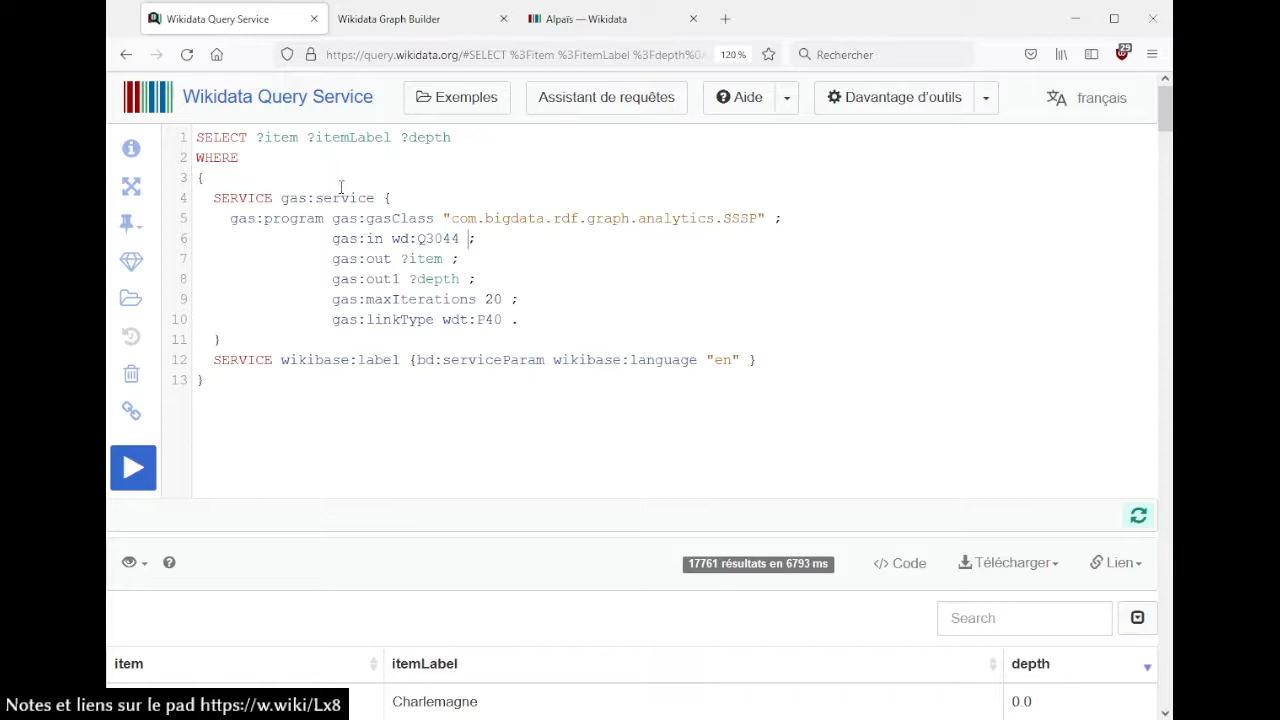 Wikidata Query Service
Wikidata Graph Builder
Alpaïs — Wikidata
https://query.wikidata.org/#SELECT %3Fitem %3FitemLabel %3Fdepth%0A
120 %
Rechercher
29
Wikidata Query Service
Exemples
Assistant de requêtes
Aide
Davantage d'outils
français
1 SELECT ?item ?itemLabel ?depth
2 WHERE
3 {
4 SERVICE gas:service {
5 gas:program gas:gasClass "com.bigdata.rdf.graph.analytics.SSSP" ;
6 gas:in wd:Q3044 ;
7 gas:out ?item ;
8 gas:out1 ?depth ;
9 gas:maxIterations 20 ;
10 gas:linkType wdt:P40 .
11 }
12 SERVICE wikibase:label {bd:serviceParam wikibase:language "en" }
13 }
17761 résultats en 6793 ms
</> Code
Télécharger
Lien
Search
item itemLabel depth
Charlemagne 0.0
Notes et liens sur le pad https://w.wiki/Lx8